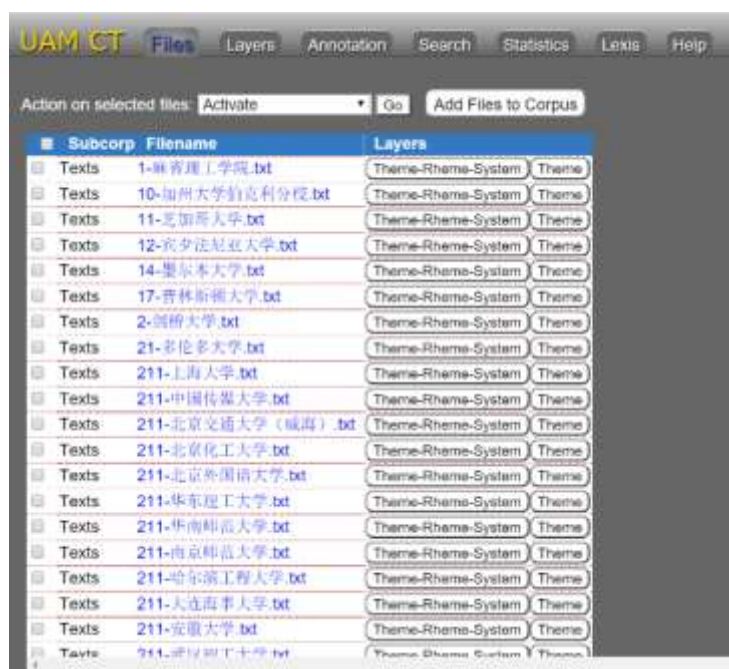 UAM CT Files Layers Annotation Search Statistics Lexis Help
Action on selected files: Activate Go Add Files to Corpus
Subcorp Filename Layers
Texts 1-麻省理工学院.txt Theme-Rheme-System Theme
Texts 10-加州大学伯克利分校.txt Theme-Rheme-System Theme
Texts 11-芝加哥大学.txt Theme-Rheme-System Theme
Texts 12-宾夕法尼亚大学.txt Theme-Rheme-System Theme
Texts 14-墨尔本大学.txt Theme-Rheme-System Theme
Texts 17-普林斯顿大学.txt Theme-Rheme-System Theme
Texts 2-剑桥大学.txt Theme-Rheme-System Theme
Texts 21-多伦多大学.txt Theme-Rheme-System Theme
Texts 211-上海大学.txt Theme-Rheme-System Theme
Texts 211-中国传媒大学.txt Theme-Rheme-System Theme
Texts 211-北京交通大学（威海）.txt Theme-Rheme-System Theme
Texts 211-北京化工大学.txt Theme-Rheme-System Theme
Texts 211-北京外国语大学.txt Theme-Rheme-System Theme
Texts 211-华东理工大学.txt Theme-Rheme-System Theme
Texts 211-华南师范大学.txt Theme-Rheme-System Theme
Texts 211-南京师范大学.txt Theme-Rheme-System Theme
Texts 211-哈尔滨工程大学.txt Theme-Rheme-System Theme
Texts 211-大连海事大学.txt Theme-Rheme-System Theme
Texts 211-安徽大学.txt Theme-Rheme-System Theme
Texts 211-武汉理工大学.txt Theme-Rheme-System Theme